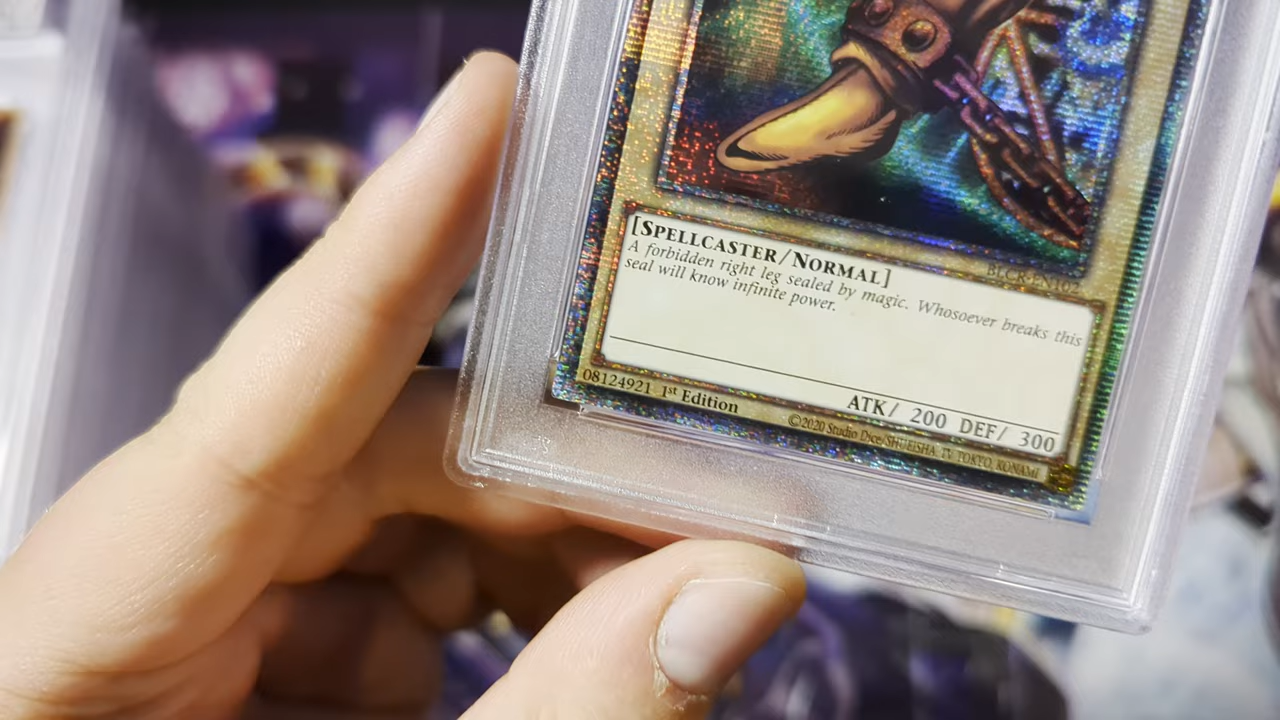 BLCR-EN102
[SPELLCASTER/NORMAL]
A forbidden right leg sealed by magic. Whosoever breaks this
seal will know infinite power.
ATK/ 200 DEF/ 300
08124921 1st Edition
©2020 Studio Dice/SHUEISHA, TV TOKYO, KONAMI